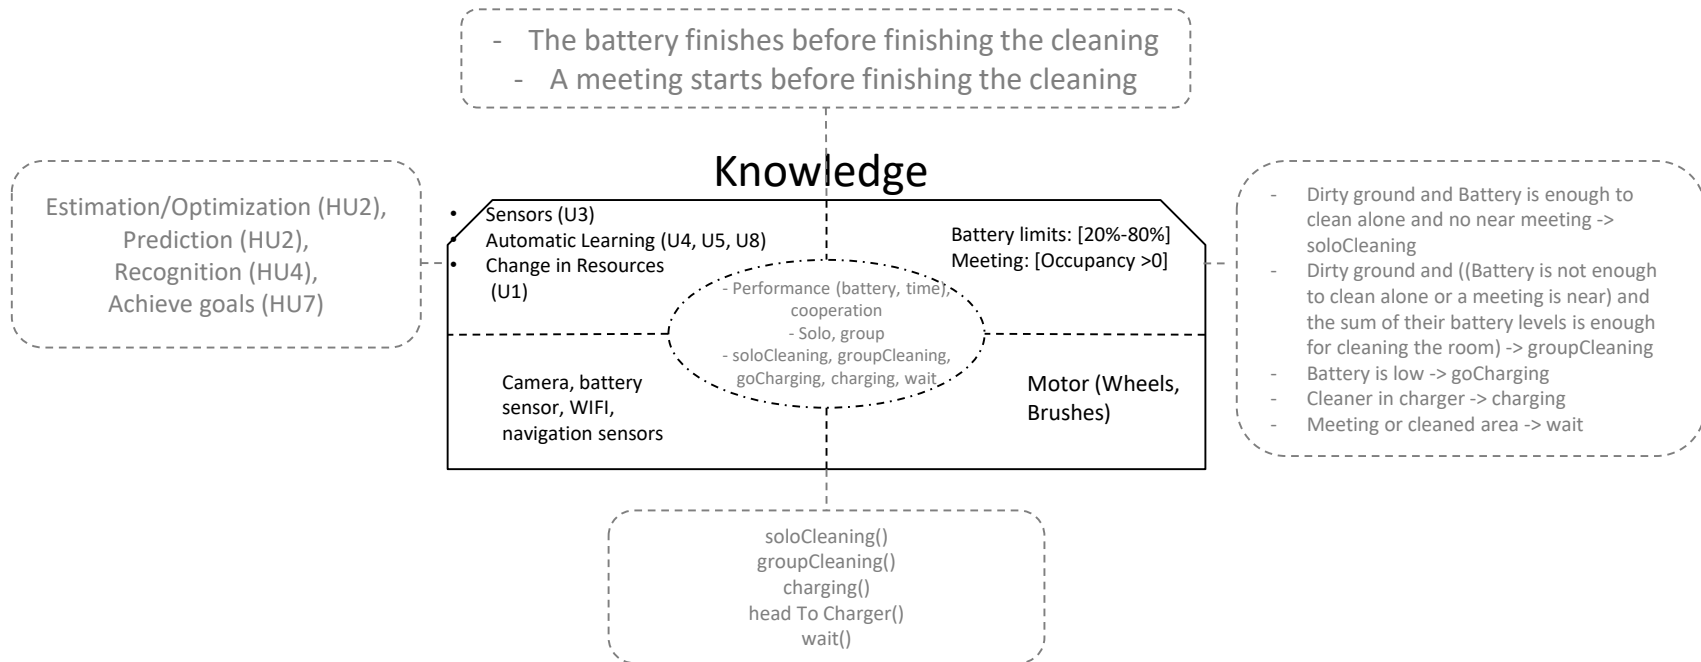 - The battery finishes before finishing the cleaning
- A meeting starts before finishing the cleaning
Knowledge
Estimation/Optimization (HU2),
Prediction (HU2),
Recognition (HU4),
Achieve goals (HU7)
• Sensors (U3)
• Automatic Learning (U4, U5, U8)
• Change in Resources
(U1)
Battery limits: [20%-80%]
Meeting: [Occupancy >0]
- Performance (battery, time),
cooperation
- Solo, group
- soloCleaning, groupCleaning,
goCharging, charging, wait
Camera, battery
sensor, WIFI,
navigation sensors
Motor (Wheels,
Brushes)
- Dirty ground and Battery is enough to
clean alone and no near meeting ->
soloCleaning
- Dirty ground and ((Battery is not enough
to clean alone or a meeting is near) and
the sum of their battery levels is enough
for cleaning the room) -> groupCleaning
- Battery is low -> goCharging
- Cleaner in charger -> charging
- Meeting or cleaned area -> wait
soloCleaning()
groupCleaning()
charging()
head To Charger()
wait()